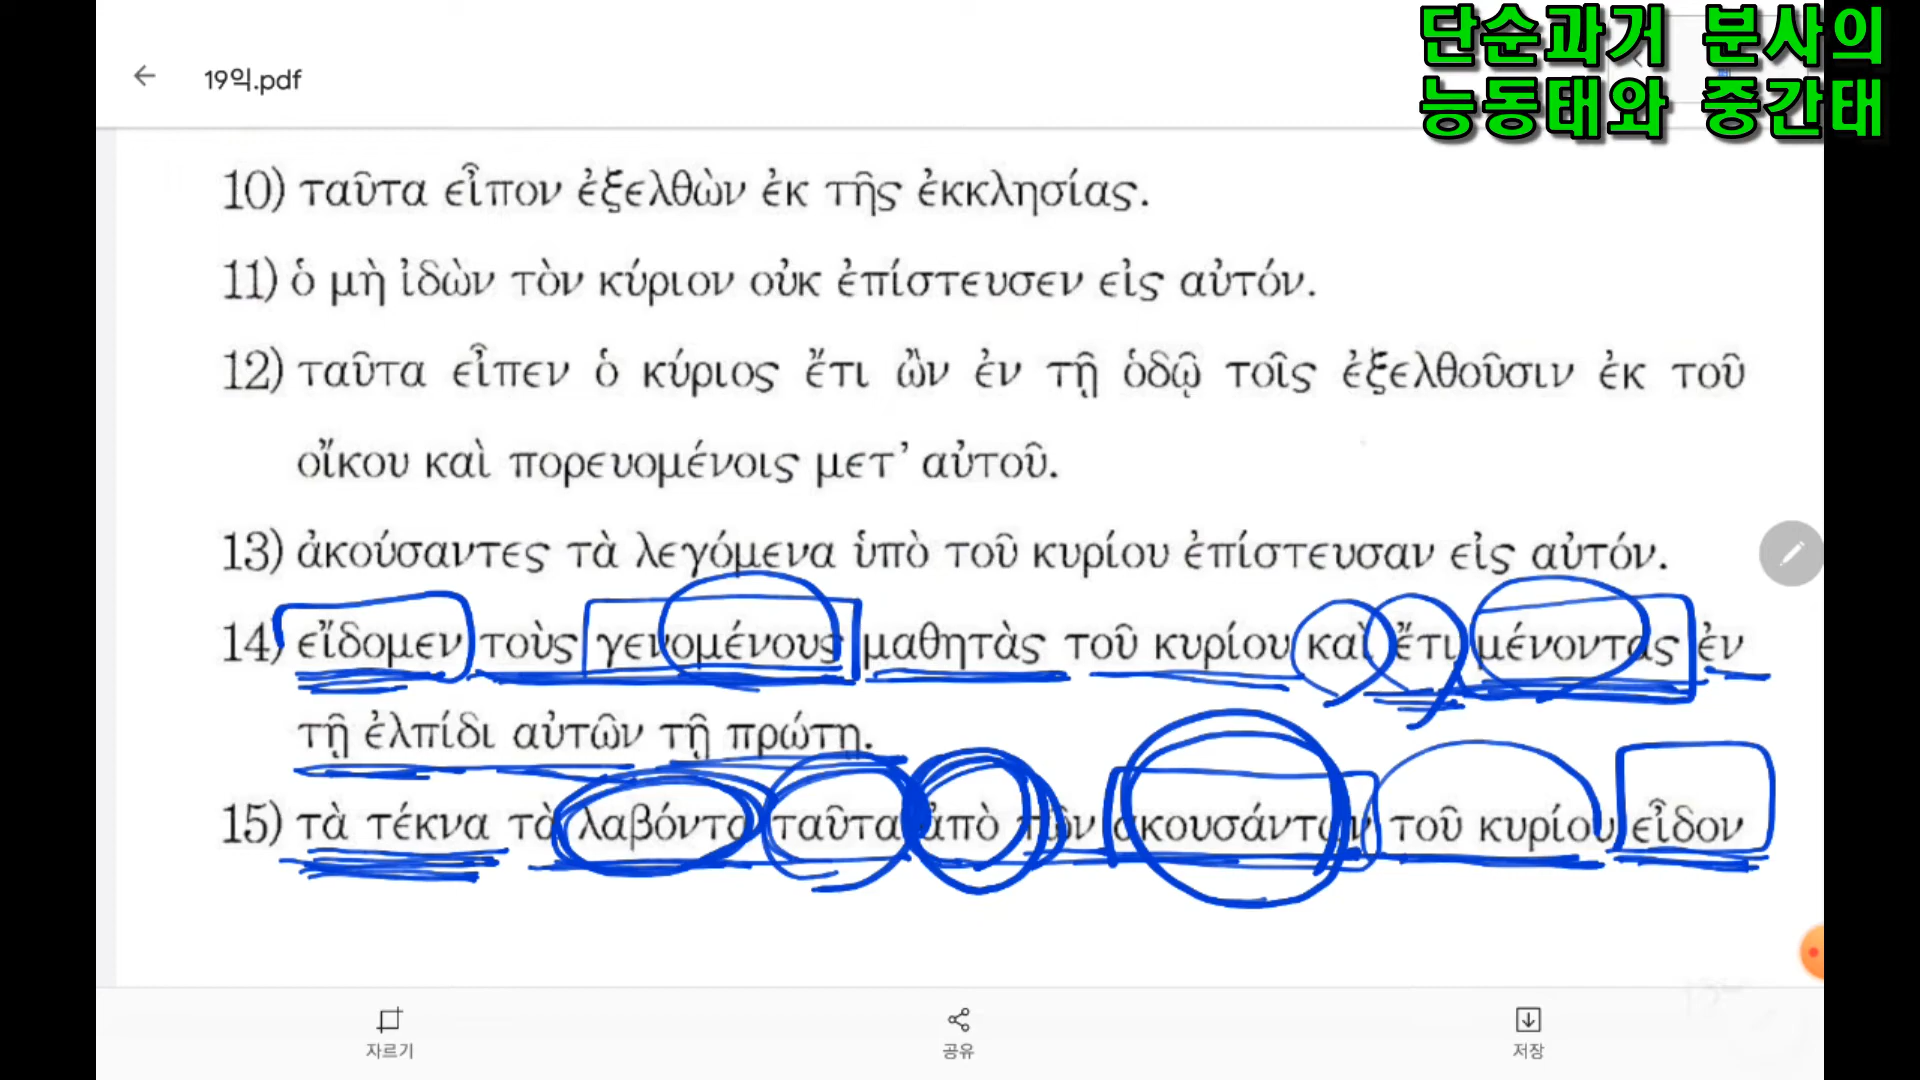 단순과거 분사의
능동태와 중간태
19익.pdf
10) ταῦτα εἶπον ἐξελθὼν ἐκ τῆς ἐκκλησίας.
11) ὁ μὴ ἰδὼν τὸν κύριον οὐκ ἐπίστευσεν εἰς αὐτόν.
12) ταῦτα εἶπεν ὁ κύριος ἔτι ὢν ἐν τῇ ὁδῷ τοῖς ἐξελθοῦσιν ἐκ τοῦ
οἴκου καὶ πορευομένοις μετ’ αὐτοῦ.
13) ἀκούσαντες τὰ λεγόμενα ὑπὸ τοῦ κυρίου ἐπίστευσαν εἰς αὐτόν.
14) εἴδομεν τοὺς γενομένους μαθητὰς τοῦ κυρίου καὶ ἔτι μένοντας ἐν
τῇ ἐλπίδι αὐτῶν τῇ πρώτῃ.
15) τὰ τέκνα τὰ λαβόντα ταῦτα ἀπὸ τῶν ἀκουσάντων τοῦ κυρίου εἶδον
자르기
공유
저장